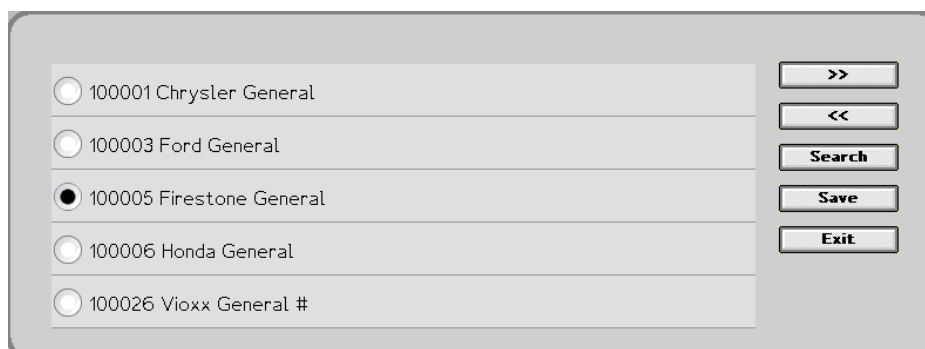 100001 Chrysler General
100003 Ford General
100005 Firestone General
100006 Honda General
100026 Vioxx General #
>>
<<
Search
Save
Exit